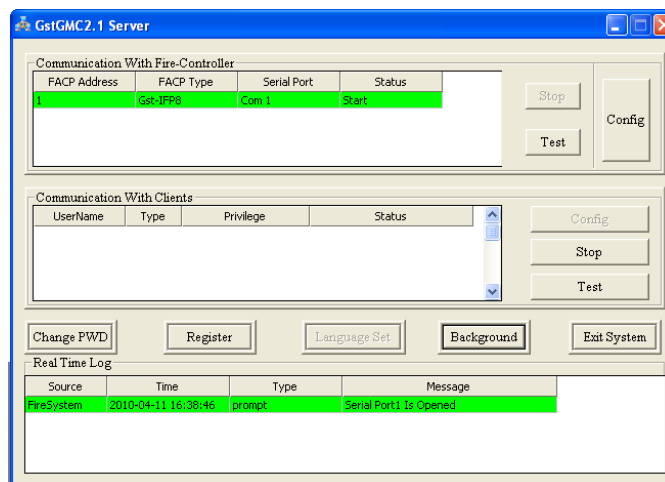 GstGMC2.1 Server
Communication With Fire-Controller
FACP Address FACP Type Serial Port Status
1 Gst-IFP8 Com 1 Start
Stop
Config
Test
Communication With Clients
UserName Type Privilege Status
Config
Stop
Test
Change PWD Register Language Set Background Exit System
Real Time Log
Source Time Type Message
FireSystem 2010-04-11 16:38:46 prompt Serial Port1 Is Opened